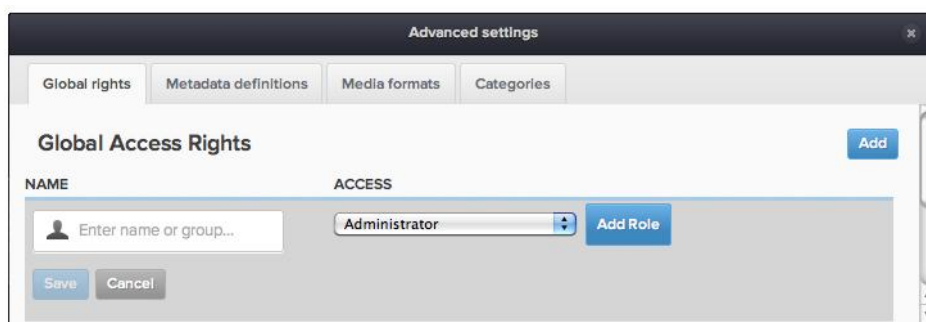 Advanced settings
Global rights Metadata definitions Media formats Categories
Global Access Rights Add
NAME ACCESS
Enter name or group... Administrator Add Role
Save Cancel